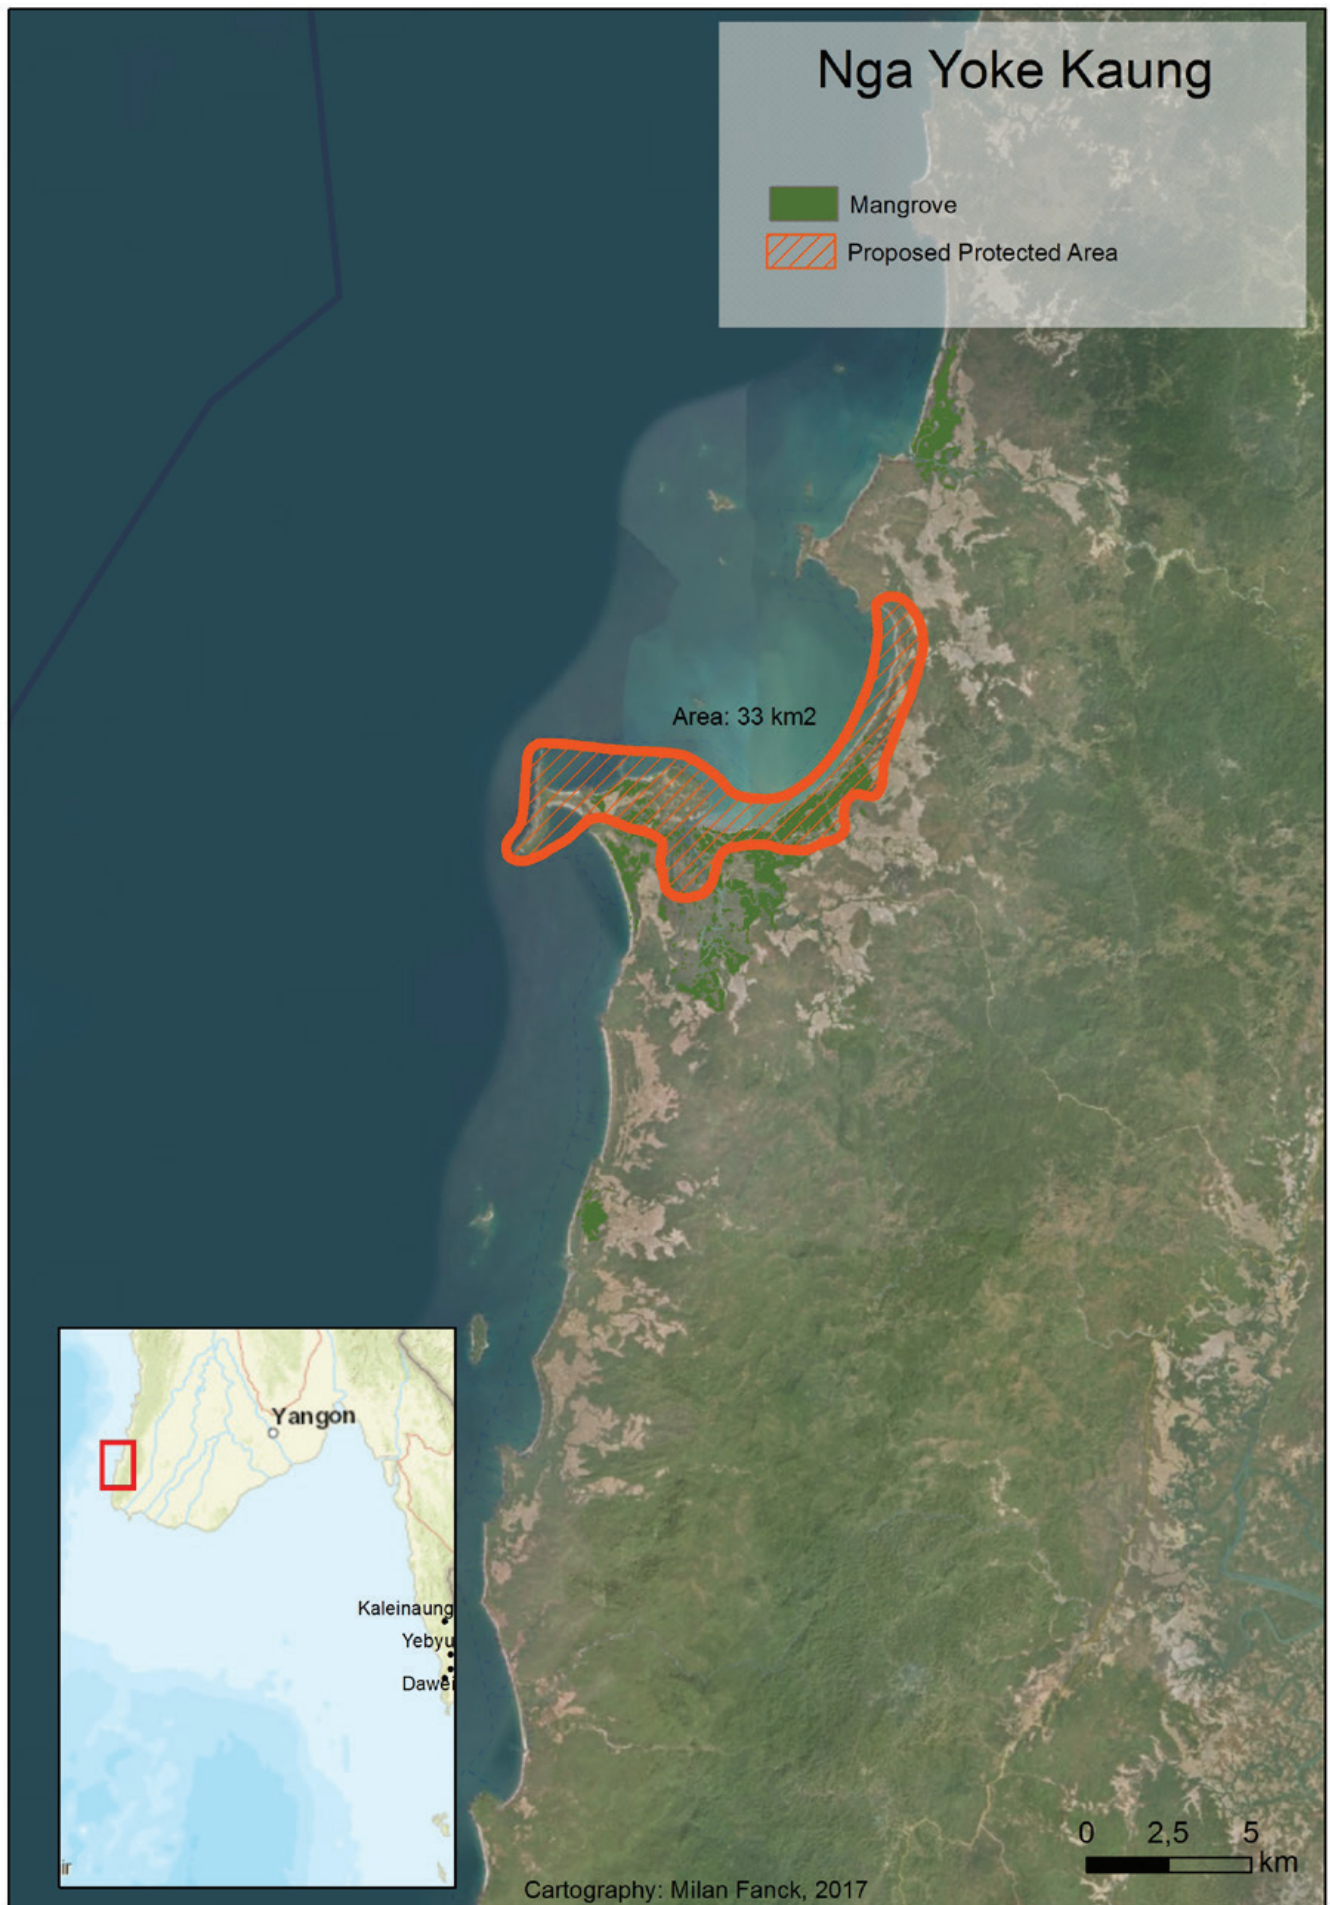 Nga Yoke Kaung
Mangrove
Proposed Protected Area
Area: 33 km2
Yangon
Kaleinaung
Yebyu
Dawei
ir
0 2,5 5
km
Cartography: Milan Fanck, 2017